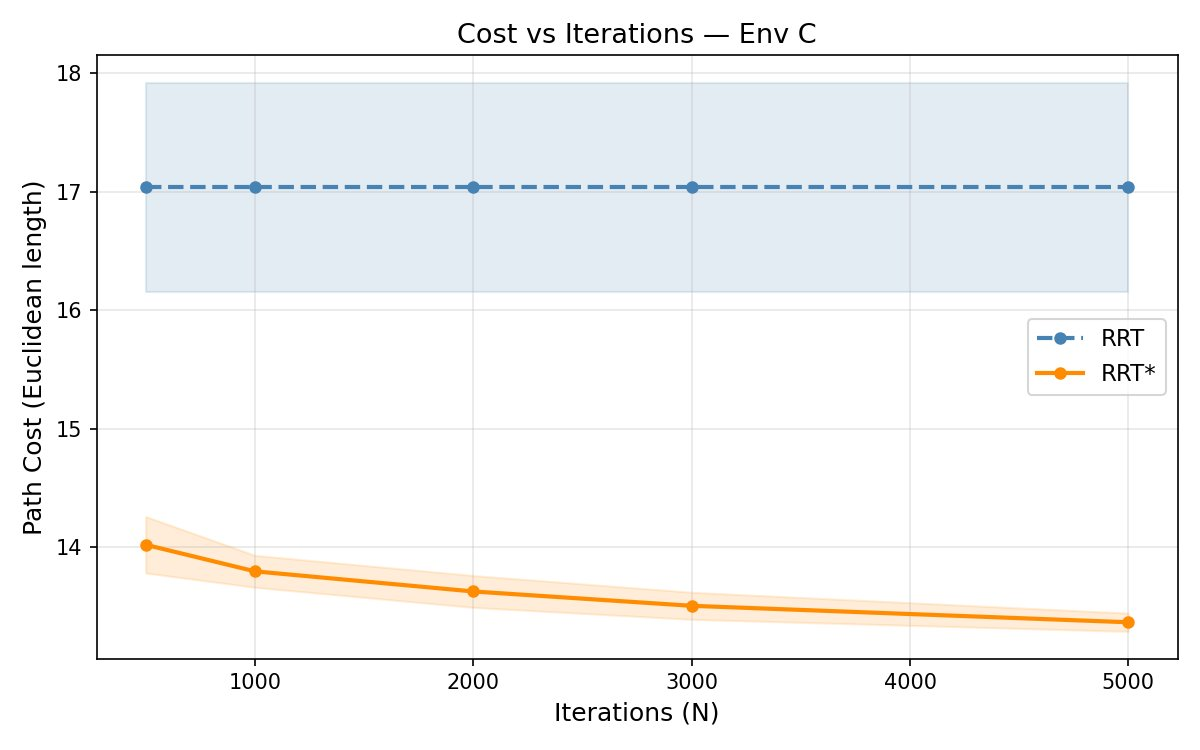 Cost vs Iterations — Env C
Path Cost (Euclidean length)
18
17
16
15
14
RRT
RRT*
1000 2000 3000 4000 5000
Iterations (N)